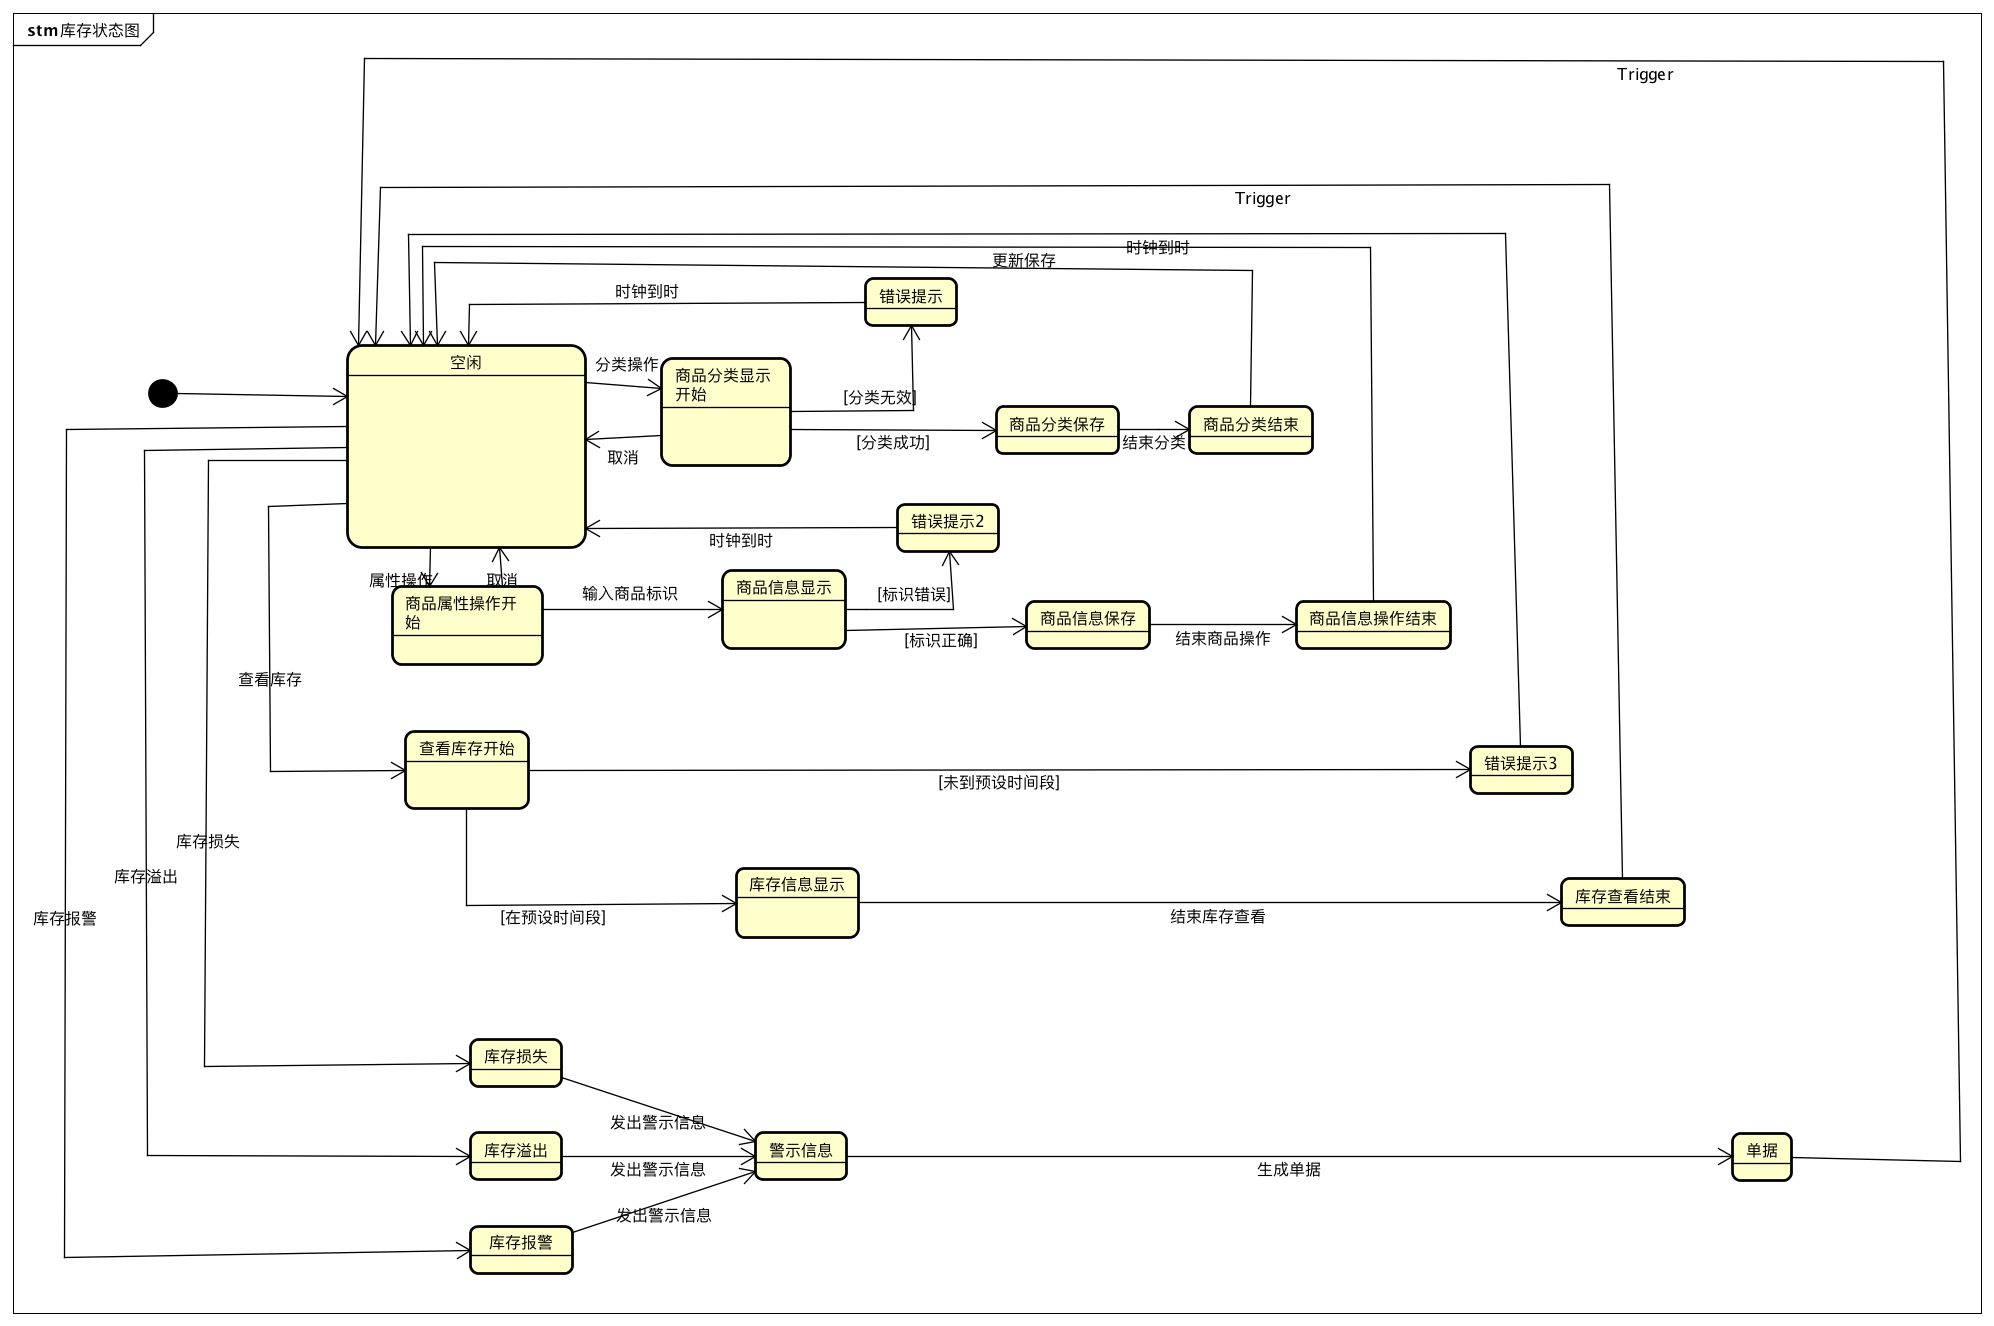 stm 库存状态图
Trigger
Trigger
时钟到时
更新保存
时钟到时
错误提示
空闲
分类操作
商品分类显示
开始
[分类无效]
商品分类保存
商品分类结束
[分类成功]
结束分类
取消
错误提示2
时钟到时
属性操作
取消
商品属性操作开
始
输入商品标识
商品信息显示
[标识错误]
商品信息保存
商品信息操作结束
[标识正确]
结束商品操作
查看库存
查看库存开始
错误提示3
[未到预设时间段]
库存损失
库存溢出
库存信息显示
库存查看结束
库存报警
[在预设时间段]
结束库存查看
库存损失
发出警示信息
库存溢出
警示信息
单据
发出警示信息
生成单据
发出警示信息
库存报警